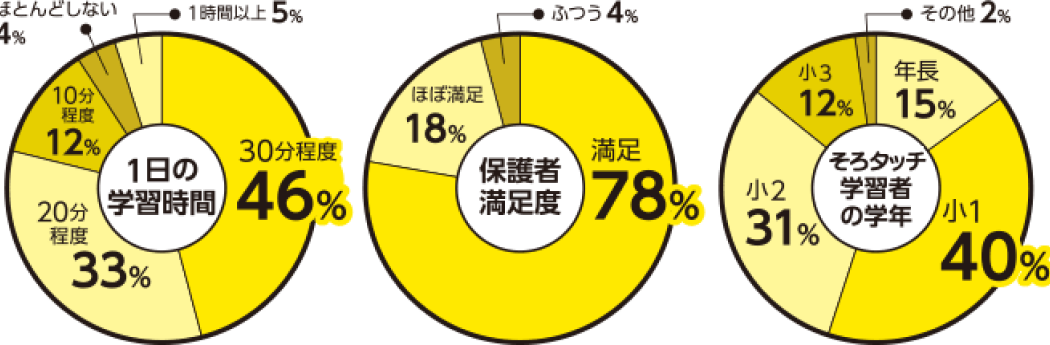 ほとんどしない
4%
1時間以上 5%
10分
程度
12%
1日の
学習時間
30分程度
46%
20分
程度
33%
ふつう 4%
ほぼ満足
18%
保護者
満足度
満足
78%
その他 2%
小3
12%
年長
15%
そろタッチ
学習者
の学年
小2
31%
小1
40%